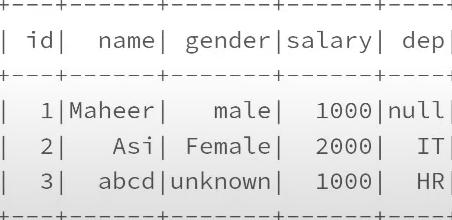 +---+------+-------+------+----
| id|  name| gender|salary| dep|
+---+------+-------+------+----
|  1|Maheer|   male|  1000|null|
|  2|   Asi| Female|  2000|  IT|
|  3|  abcd|unknown|  1000|  HR|
+---+------+-------+------+----